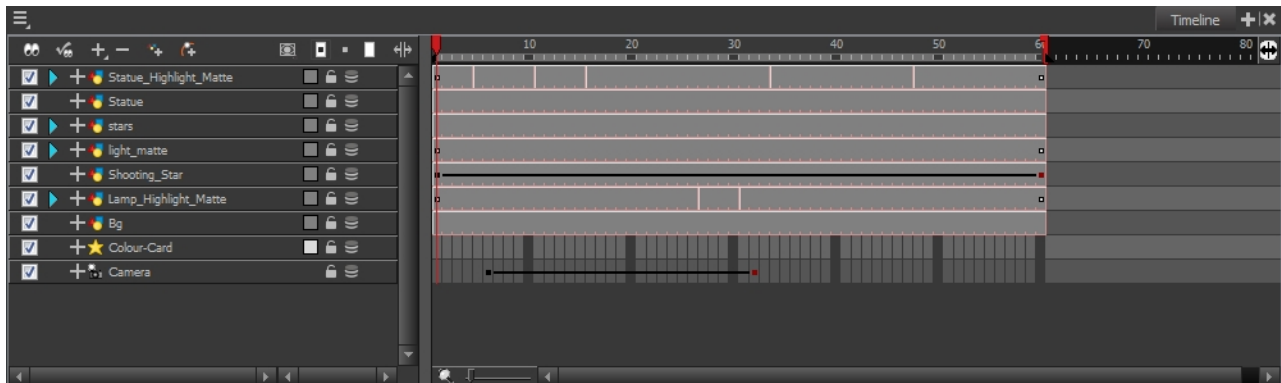 Timeline
10 20 30 40 50 60 70 80
Statue_Highlight_Matte
Statue
stars
light_matte
Shooting_Star
Lamp_Highlight_Matte
Bg
Colour-Card
Camera